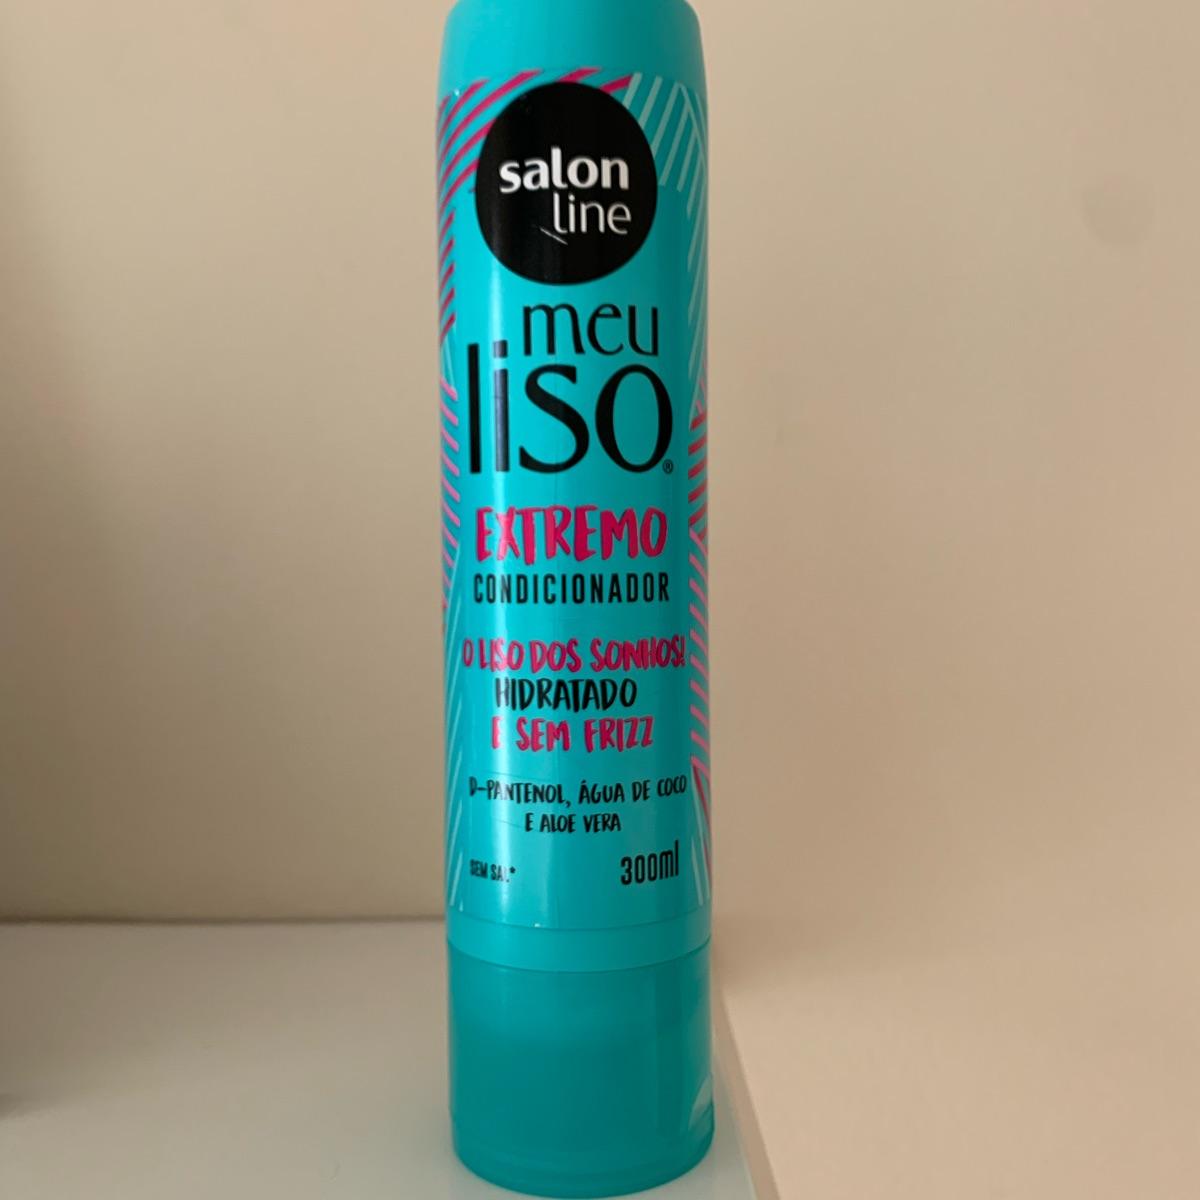 salon
line
meu
liso®
EXTREMO
CONDICIONADOR
O LISO DOS SONHOS!
HIDRATADO
E SEM FRIZZ
D-PANTENOL, ÁGUA DE COCO
E ALOE VERA
SEM SAL*
300ml